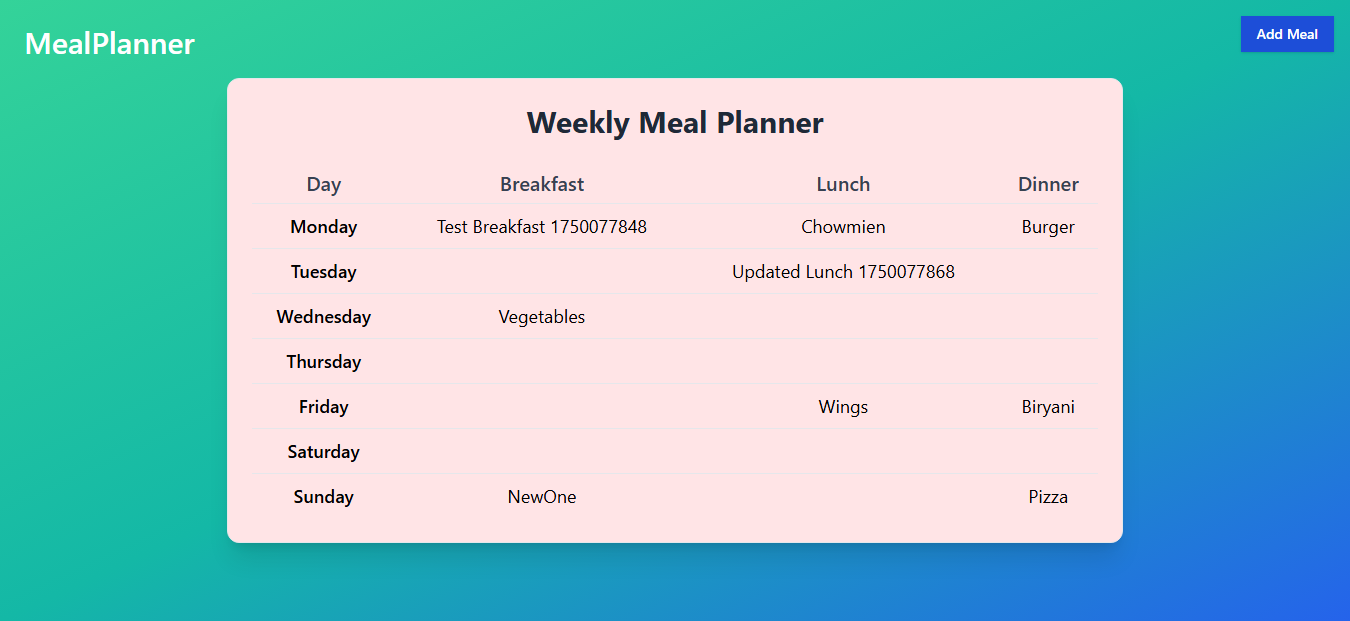 MealPlanner
Add Meal
Weekly Meal Planner
Day Breakfast Lunch Dinner
Monday Test Breakfast 1750077848 Chowmien Burger
Tuesday Updated Lunch 1750077868
Wednesday Vegetables
Thursday
Friday Wings Biryani
Saturday
Sunday NewOne Pizza